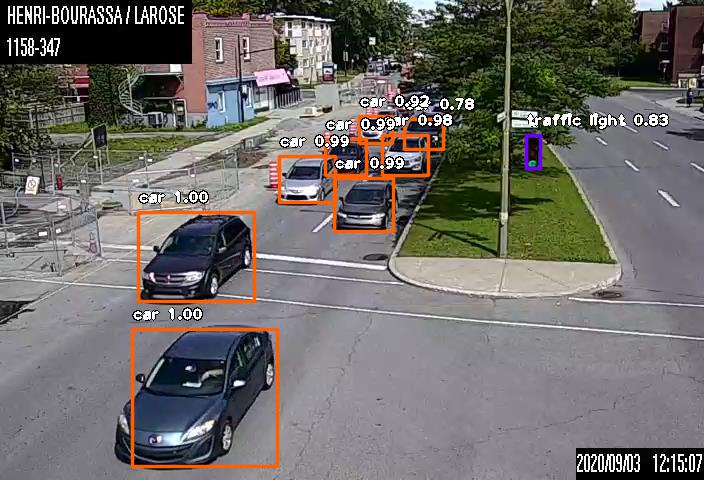 HENRI-BOURASSA / LAROSE
1158-347
car 0.92
0.78
car 0.99
car 0.98
traffic light 0.83
car 0.99
car 0.99
car 1.00
car 1.00
2020/09/03 12:15:07